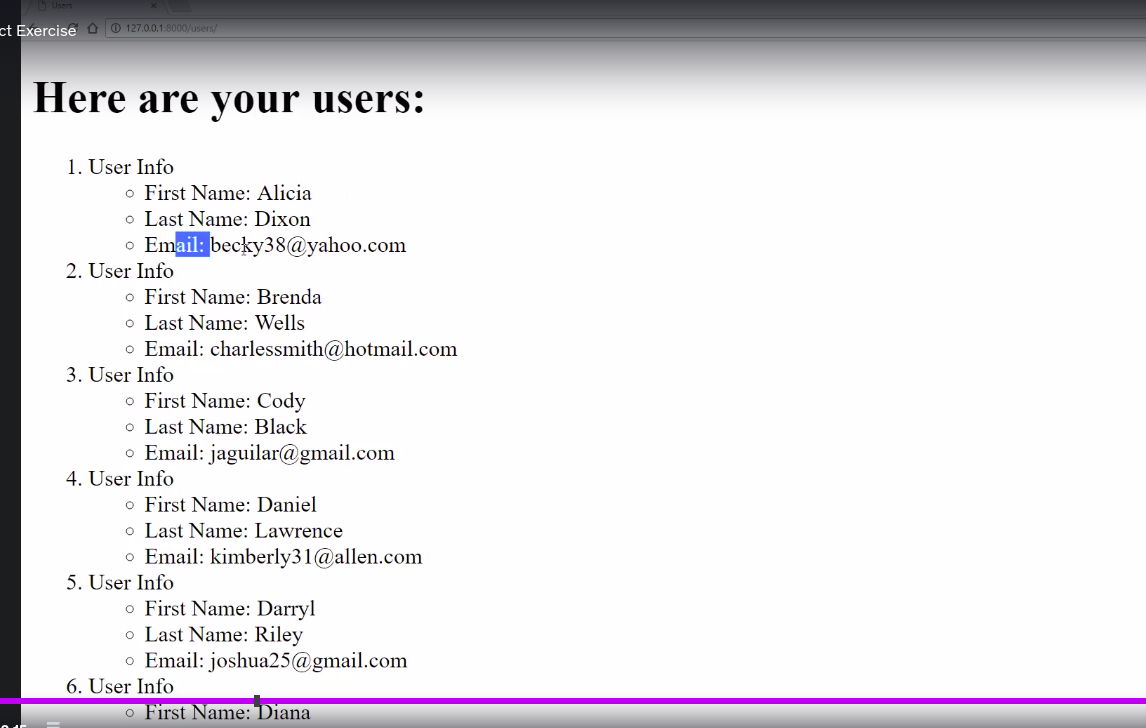 Users
ct Exercise
127.0.0.1:8000/users/
Here are your users:
1. User Info
First Name: Alicia
Last Name: Dixon
Email: becky38@yahoo.com
2. User Info
First Name: Brenda
Last Name: Wells
Email: charlessmith@hotmail.com
3. User Info
First Name: Cody
Last Name: Black
Email: jaguilar@gmail.com
4. User Info
First Name: Daniel
Last Name: Lawrence
Email: kimberly31@allen.com
5. User Info
First Name: Darryl
Last Name: Riley
Email: joshua25@gmail.com
6. User Info
First Name: Diana